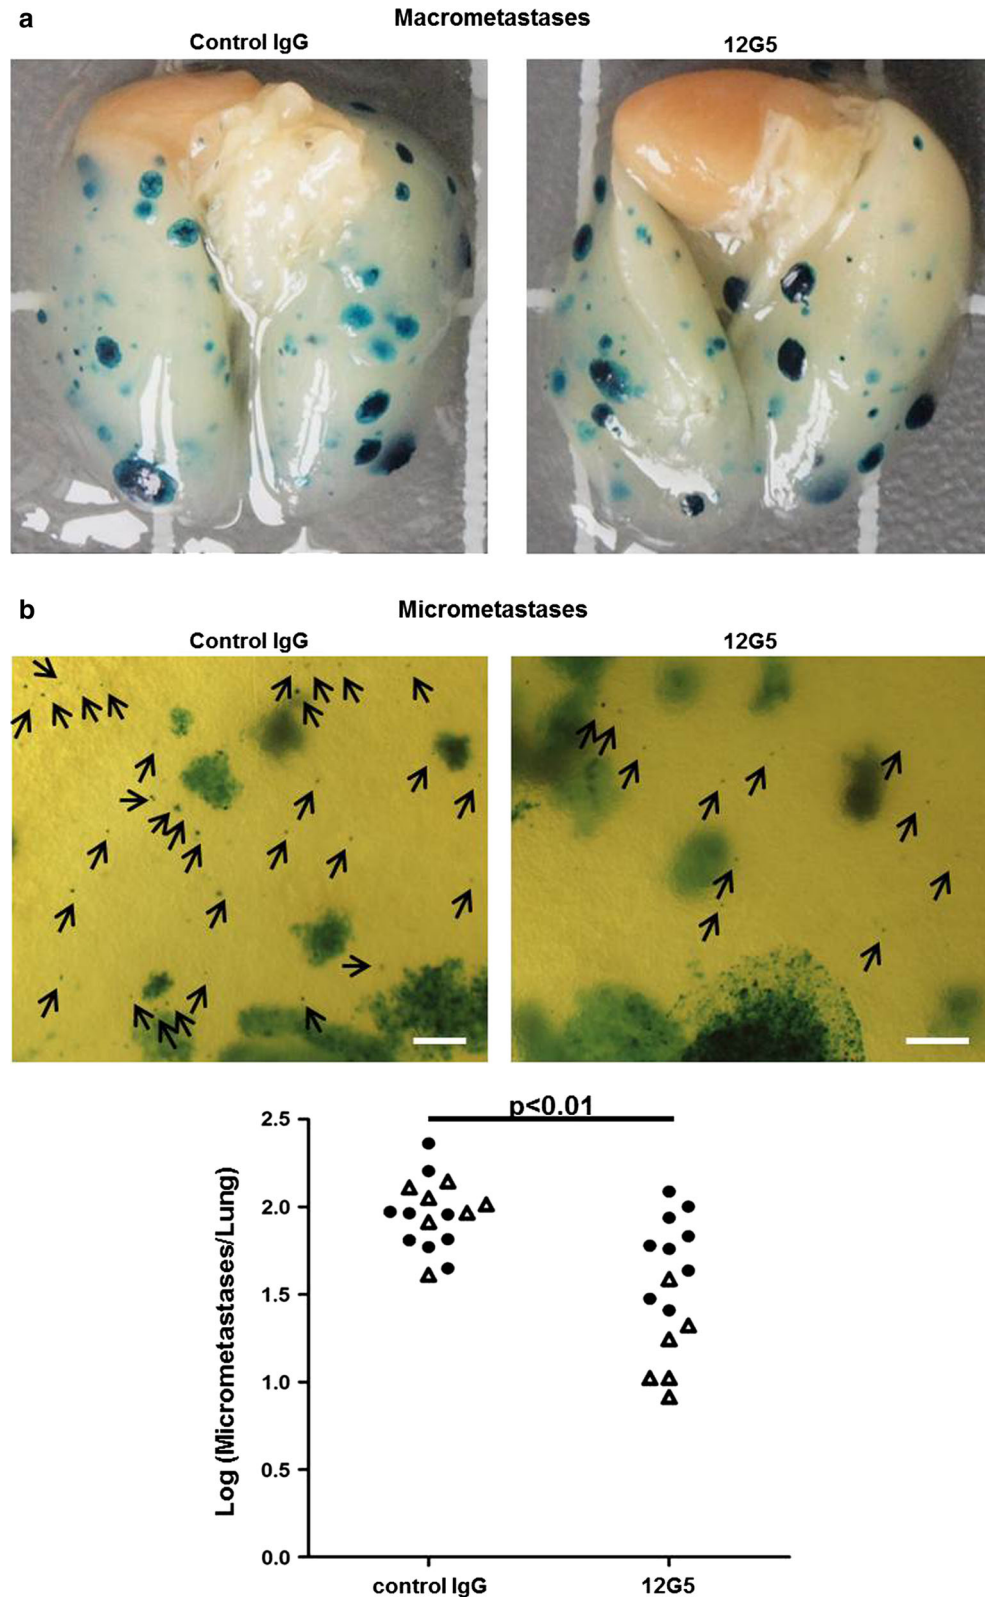 a
Macrometastases
Control IgG 12G5
b
Micrometastases
Control IgG 12G5
p<0.01
2.5
2.0
1.5
1.0
0.5
0.0
Log (Micrometastases/Lung)
control IgG 12G5